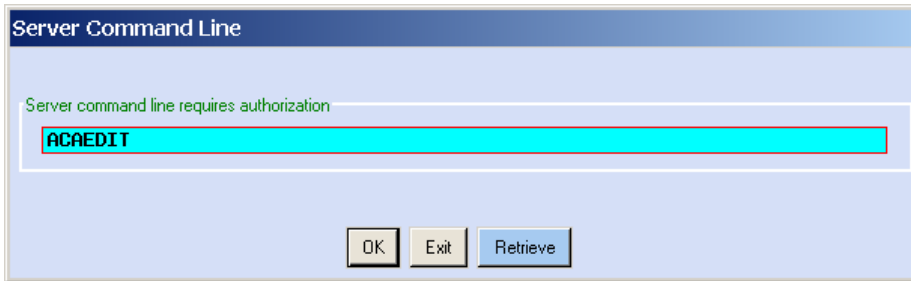 Server Command Line
Server command line requires authorization
ACAEDIT
OK Exit Retrieve